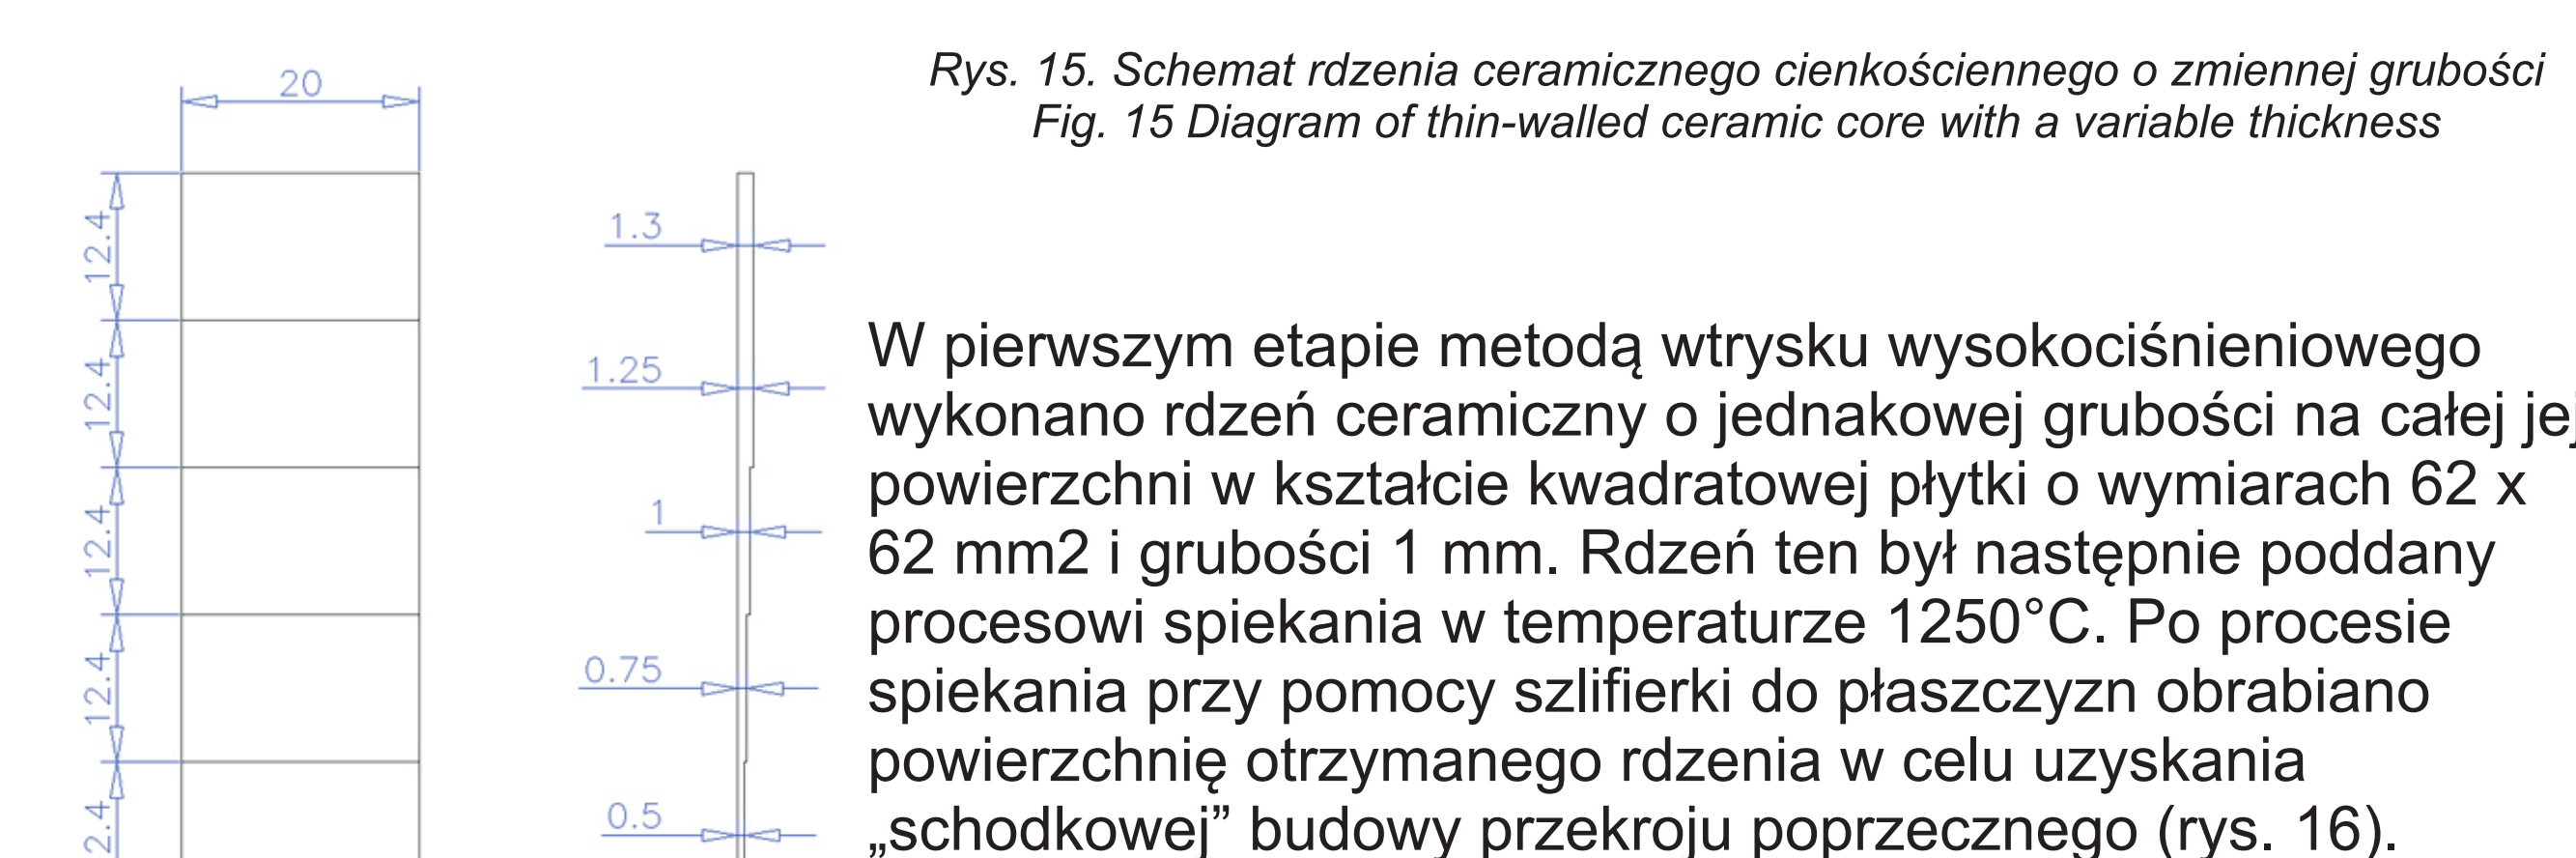 Rys. 15. Schemat rdzenia ceramicznego cienkościennego o zmiennej grubości
Fig. 15 Diagram of thin-walled ceramic core with a variable thickness
20
12.4
12.4
12.4
12.4
2.4
1.3
1.25
1
0.75
0.5
W pierwszym etapie metodą wtrysku wysokociśnieniowego
wykonano rdzeń ceramiczny o jednakowej grubości na całej jej
powierzchni w kształcie kwadratowej płytki o wymiarach 62 x
62 mm2 i grubości 1 mm. Rdzeń ten był następnie poddany
procesowi spiekania w temperaturze 1250°C. Po procesie
spiekania przy pomocy szlifierki do płaszczyzn obrabiano
powierzchnię otrzymanego rdzenia w celu uzyskania
„schodkowej” budowy przekroju poprzecznego (rys. 16).